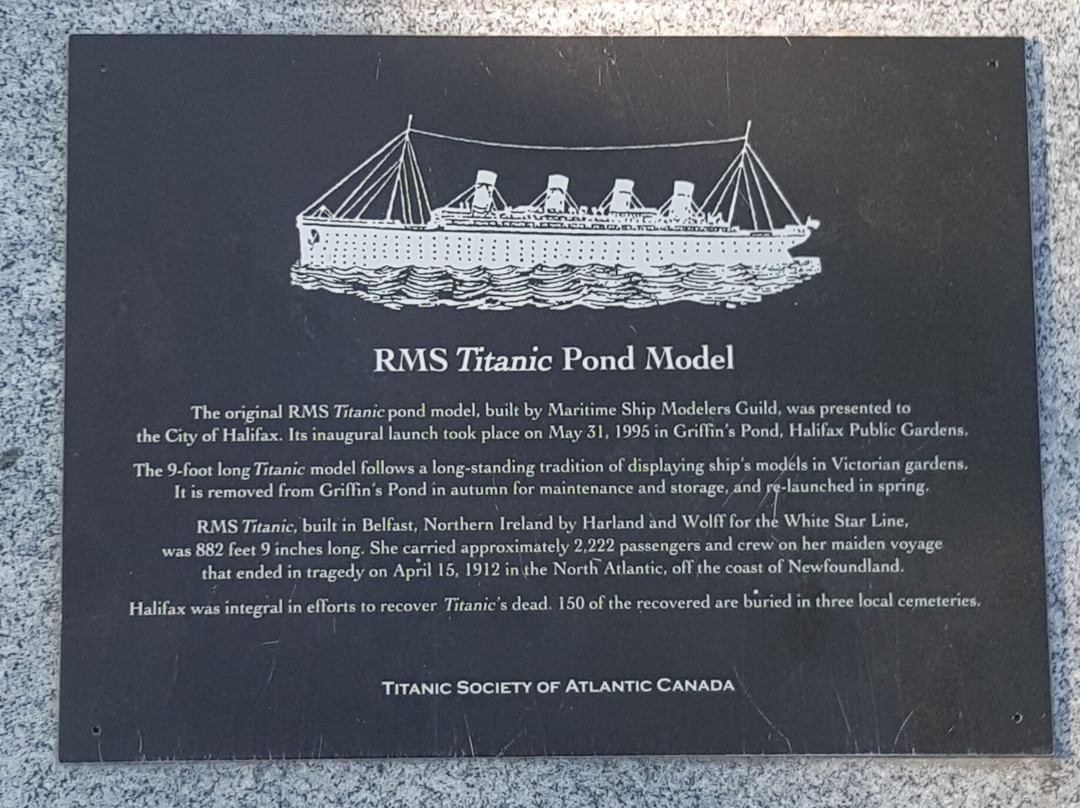 RMS Titanic Pond Model
The original RMS Titanic pond model, built by Maritime Ship Modelers Guild, was presented to
the City of Halifax. Its inaugural launch took place on May 31, 1995 in Griffin's Pond, Halifax Public Gardens.
The 9-foot long Titanic model follows a long-standing tradition of displaying ship's models in Victorian gardens.
It is removed from Griffin's Pond in autumn for maintenance and storage, and re-launched in spring.
RMS Titanic, built in Belfast, Northern Ireland by Harland and Wolff for the White Star Line,
was 882 feet 9 inches long. She carried approximately 2,222 passengers and crew on her maiden voyage
that ended in tragedy on April 15, 1912 in the North Atlantic, off the coast of Newfoundland.
Halifax was integral in efforts to recover Titanic's dead. 150 of the recovered are buried in three local cemeteries.
TITANIC SOCIETY OF ATLANTIC CANADA